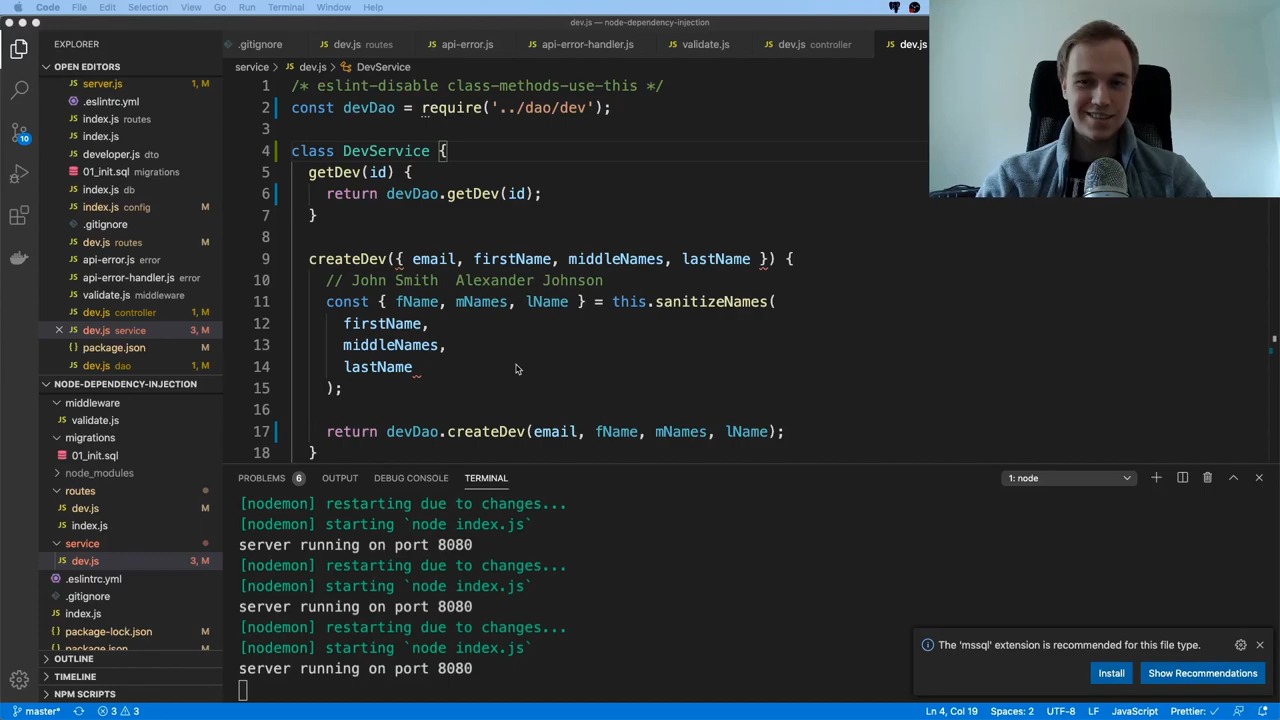 Code File Edit Selection View Go Run Terminal Window Help
dev.js — node-dependency-injection
EXPLORER
.gitignore
dev.js routes
api-error.js
api-error-handler.js
validate.js
dev.js controller
dev.js
OPEN EDITORS
server.js 1, M
.eslintrc.yml
index.js routes
index.js
developer.js dto
01_init.sql migrations
index.js db
index.js config M
.gitignore
dev.js routes M
api-error.js error
api-error-handler.js error
validate.js middleware
dev.js controller 1, M
dev.js service 3, M
package.json M
dev.js dao 1, M
NODE-DEPENDENCY-INJECTION
middleware
validate.js
migrations
01_init.sql
node_modules
routes
dev.js M
index.js
service
dev.js 3, M
.eslintrc.yml
.gitignore
index.js
package-lock.json M
package.json M
OUTLINE
TIMELINE
NPM SCRIPTS
10
service > dev.js > DevService
1 /* eslint-disable class-methods-use-this */
2 const devDao = require('../dao/dev');
3
4 class DevService {
5 getDev(id) {
6 return devDao.getDev(id);
7 }
8
9 createDev({ email, firstName, middleNames, lastName }) {
10 // John Smith  Alexander Johnson
11 const { fName, mNames, lName } = this.sanitizeNames(
12 firstName,
13 middleNames,
14 lastName
15 );
16
17 return devDao.createDev(email, fName, mNames, lName);
18 }
PROBLEMS 6 OUTPUT DEBUG CONSOLE TERMINAL
1: node
[nodemon] restarting due to changes...
[nodemon] starting `node index.js`
server running on port 8080
[nodemon] restarting due to changes...
[nodemon] starting `node index.js`
server running on port 8080
[nodemon] restarting due to changes...
[nodemon] starting `node index.js`
server running on port 8080
The 'mssql' extension is recommended for this file type.
Install
Show Recommendations
master* 3 3
Ln 4, Col 19 Spaces: 2 UTF-8 LF JavaScript Prettier: ✓